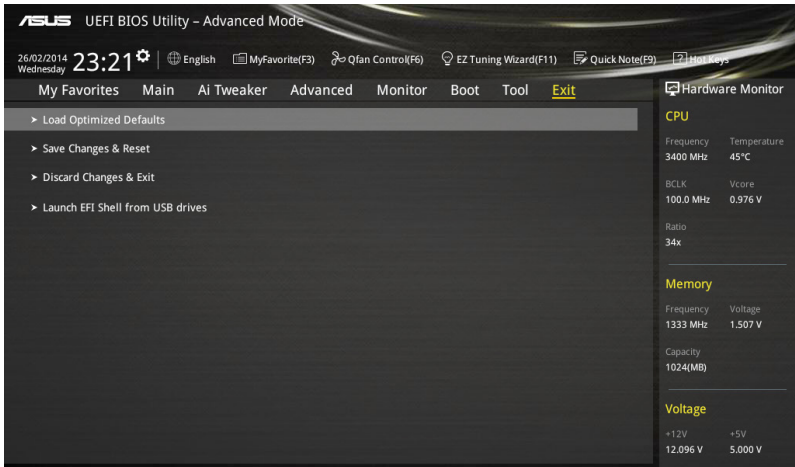 ASUS UEFI BIOS Utility – Advanced Mode
26/02/2014
Wednesday
23:21
English
MyFavorite(F3)
Qfan Control(F6)
EZ Tuning Wizard(F11)
Quick Note(F9)
? Hot Keys
My Favorites Main Ai Tweaker Advanced Monitor Boot Tool Exit
Hardware Monitor
> Load Optimized Defaults
> Save Changes & Reset
> Discard Changes & Exit
> Launch EFI Shell from USB drives
CPU
Frequency Temperature
3400 MHz 45°C
BCLK Vcore
100.0 MHz 0.976 V
Ratio
34x
Memory
Frequency Voltage
1333 MHz 1.507 V
Capacity
1024(MB)
Voltage
+12V +5V
12.096 V 5.000 V